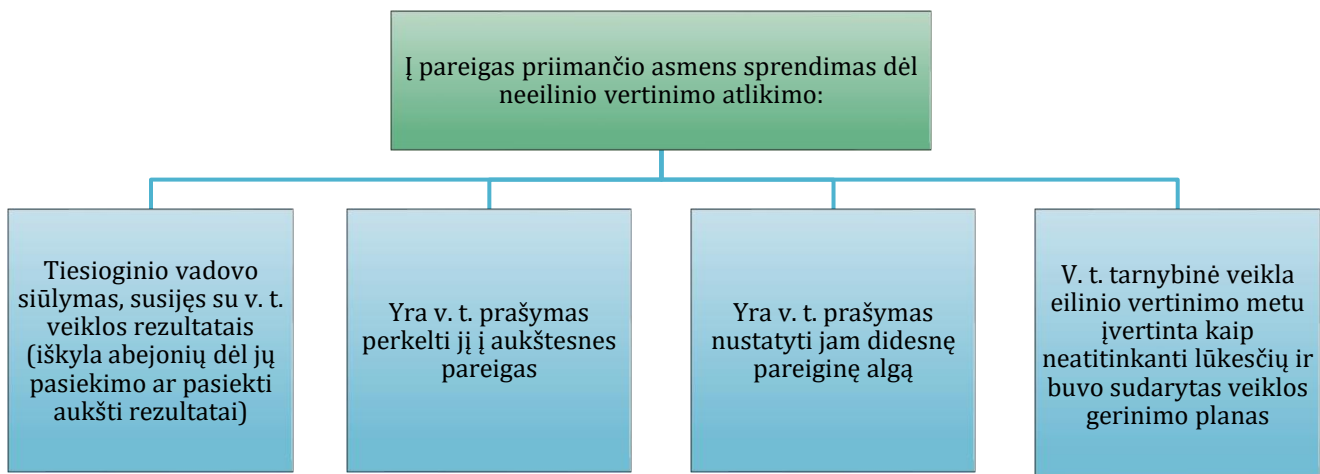 Į pareigas priimančio asmens sprendimas dėl
neeilinio vertinimo atlikimo:
Tiesioginio vadovo
siūlymas, susijęs su v. t.
veiklos rezultatais
(iškyla abejonių dėl jų
pasiekimo ar pasiekti
aukšti rezultatai)
Yra v. t. prašymas
perkelti jį į aukštesnes
pareigas
Yra v. t. prašymas
nustatyti jam didesnę
pareiginę algą
V. t. tarnybinė veikla
eilinio vertinimo metu
įvertinta kaip
neatitinkanti lūkesčių ir
buvo sudarytas veiklos
gerinimo planas